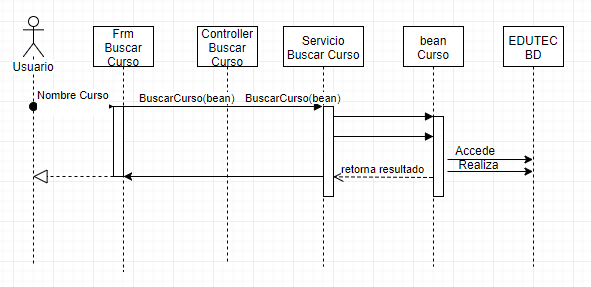 Usuario
Frm
Buscar
Curso
Controller
Buscar
Curso
Servicio
Buscar Curso
bean
Curso
EDUTEC
BD
Nombre Curso
BuscarCurso(bean)
BuscarCurso(bean)
Accede
Realiza
retorna resultado